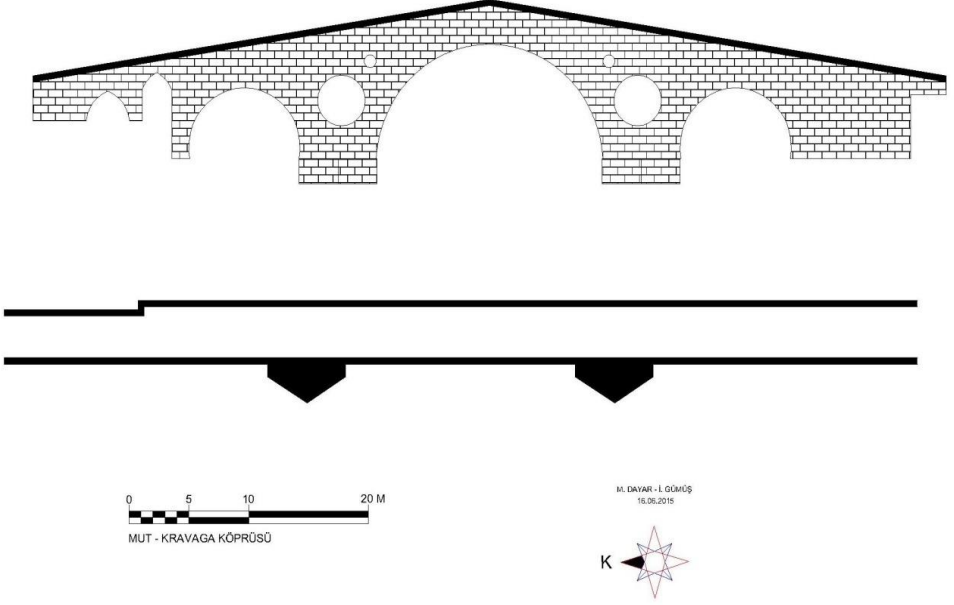 0 5 10 20 M
MUT - KRAVAGA KÖPRÜSÜ
M. DAYAR - İ. GÜMÜŞ
16.06.2015
K